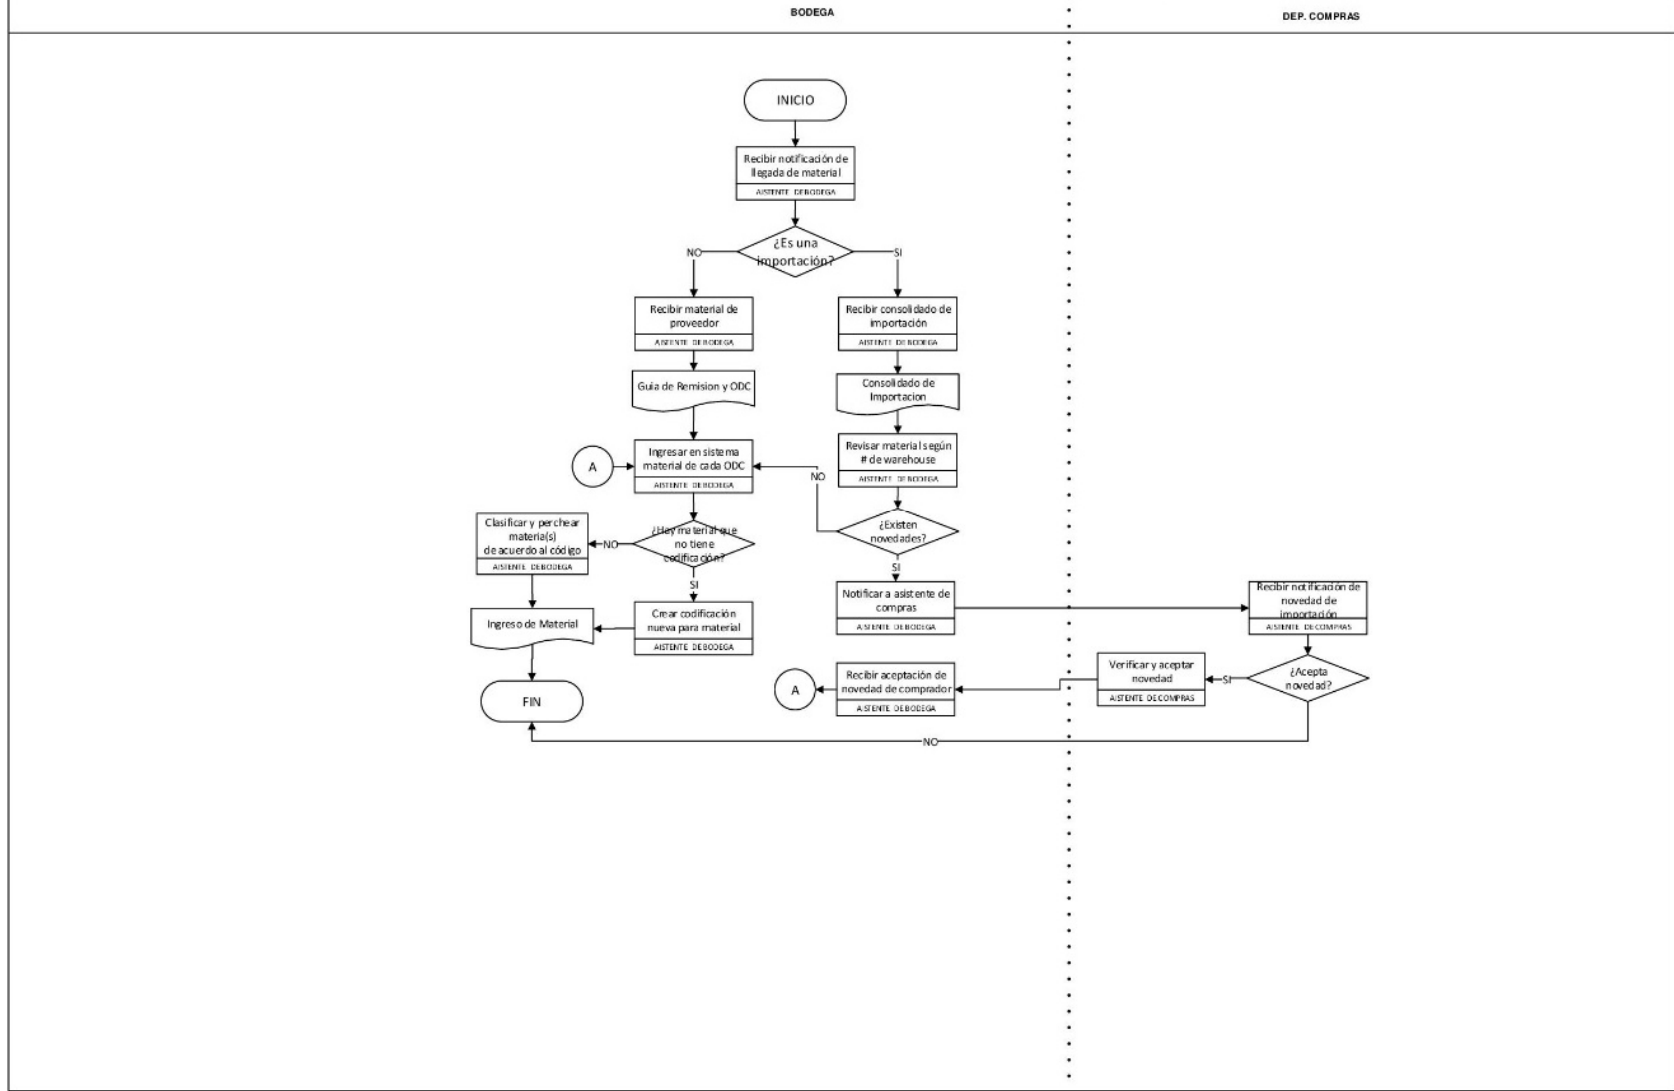 BODEGA
DEP. COMPRAS
INICIO
Recibir notificación de
llegada de material
AISTENTE DE BODEGA
¿Es una
importación?
NO
SI
Recibir material de
proveedor
AISTENTE DE BODEGA
Recibir consolidado de
importación
AISTENTE DE BODEGA
Guia de Remision y ODC
Consolidado de
Importacion
A
Ingresar en sistema
material de cada ODC
AISTENTE DE BODEGA
NO
Revisar material según
# de warehouse
AISTENTE DE BODEGA
Clasificar y perchear
materia(s)
de acuerdo al código
AISTENTE DE BODEGA
NO
¿Hay material que
no tiene
codificación?
SI
¿Existen
novedades?
SI
Ingreso de Material
Crear codificación
nueva para material
AISTENTE DE BODEGA
Notificar a asistente de
compras
AISTENTE DE BODEGA
Recibir notificación de
novedad de
importación
AISTENTE DE COMPRAS
FIN
A
Recibir aceptación de
novedad de comprador
AISTENTE DE BODEGA
Verificar y aceptar
novedad
AISTENTE DE COMPRAS
SI
¿Acepta
novedad?
NO